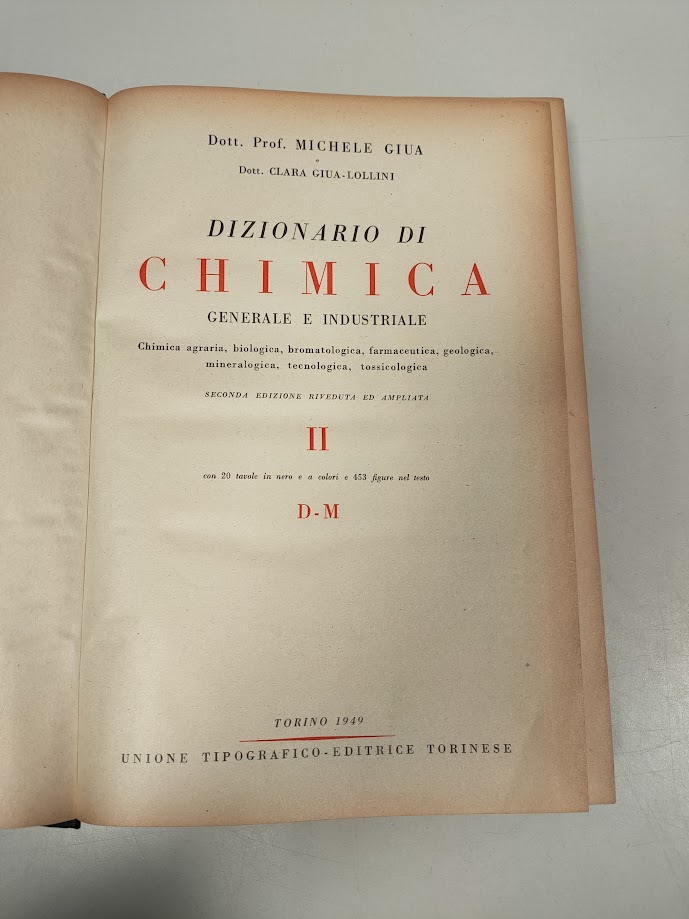 Dott. Prof. MICHELE GIUA
e
Dott. CLARA GIUA-LOLLINI
DIZIONARIO DI
CHIMICA
GENERALE E INDUSTRIALE
Chimica agraria, biologica, bromatologica, farmaceutica, geologica,
mineralogica, tecnologica, tossicologica
SECONDA EDIZIONE RIVEDUTA ED AMPLIATA
II
con 20 tavole in nero e a colori e 453 figure nel testo
D-M
TORINO 1949
UNIONE TIPOGRAFICO-EDITRICE TORINESE